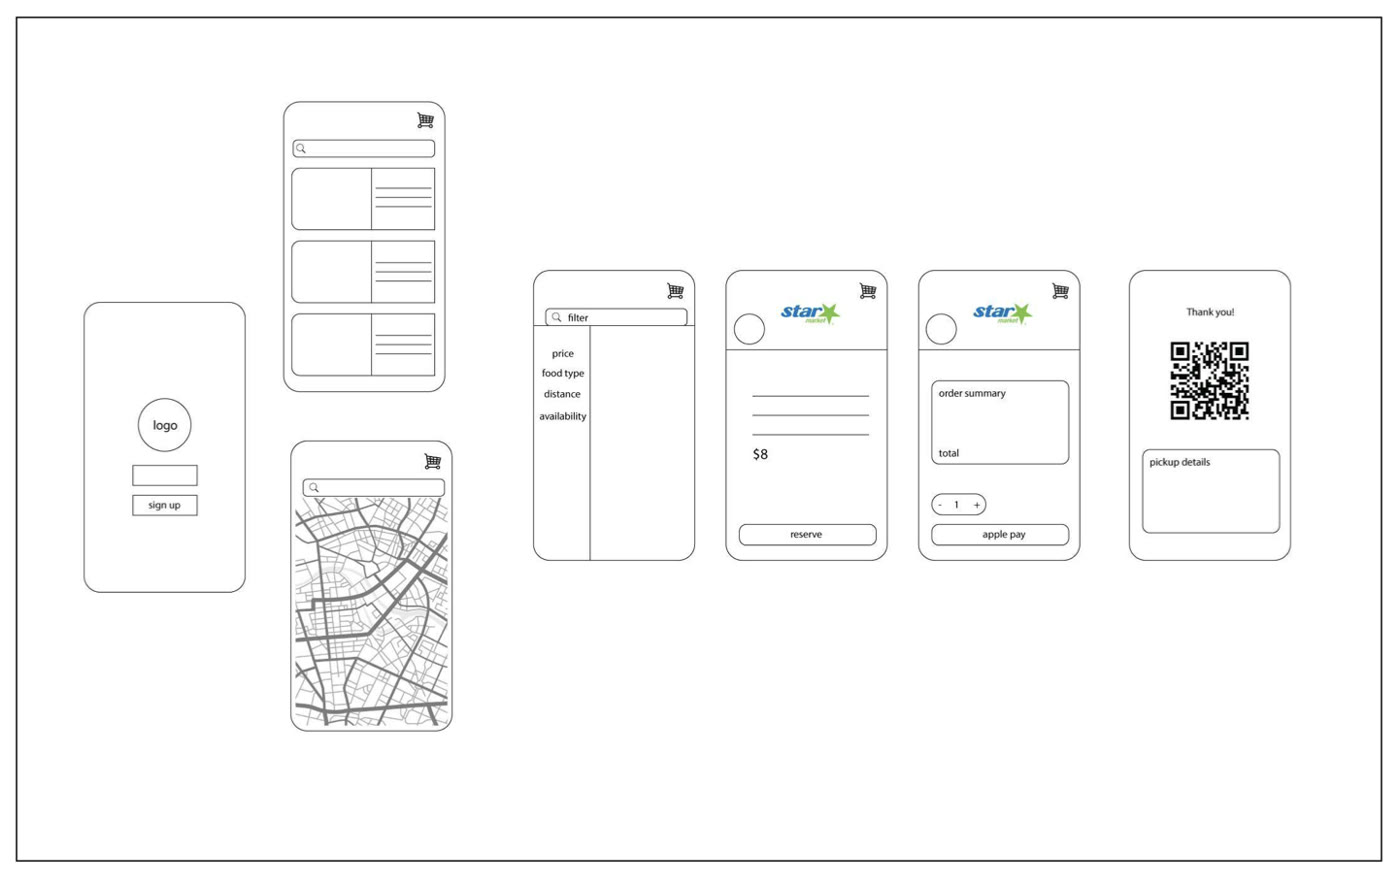 logo
sign up
filter
price
food type
distance
availability
star
market
$8
reserve
star
market
order summary
total
- 1 +
apple pay
Thank you!
pickup details